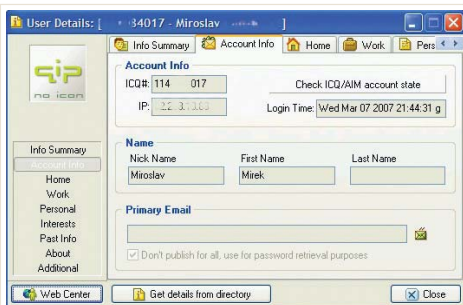 User Details: [ 34017 - Miroslav ]
Info Summary Account Info Home Work Pers
Account Info
ICQ#: 114 017 Check ICQ/AIM account state
IP: Login Time: Wed Mar 07 2007 21:44:31 g
qip
no icon
Name
Nick Name First Name Last Name
Miroslav Mirek
Primary Email
Don't publish for all, use for password retrieval purposes
Info Summary
Account Info
Home
Work
Personal
Interests
Past Info
About
Additional
Web Center Get details from directory Close